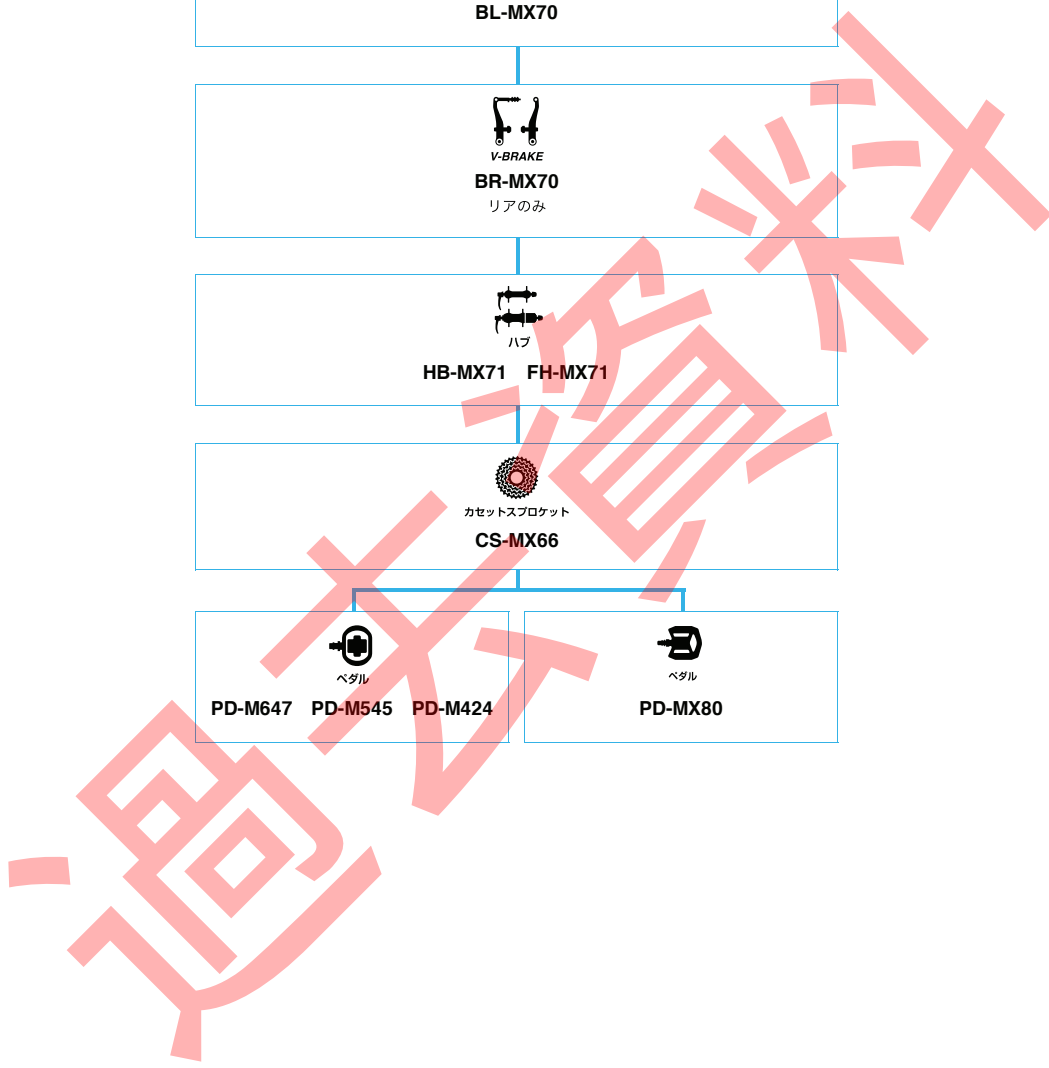 BL-MX70
V-BRAKE
BR-MX70
リアのみ
ハブ
HB-MX71 FH-MX71
カセットスプロケット
CS-MX66
ペダル
PD-M647 PD-M545 PD-M424
ペダル
PD-MX80
過去資料